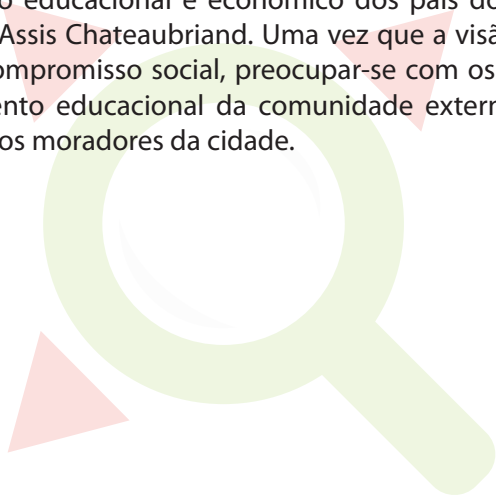 educacional e econômico dos pais do
Assis Chateaubriand. Uma vez que a visã
ompromisso social, preocupar-se com os
ento educacional da comunidade extern
os moradores da cidade.